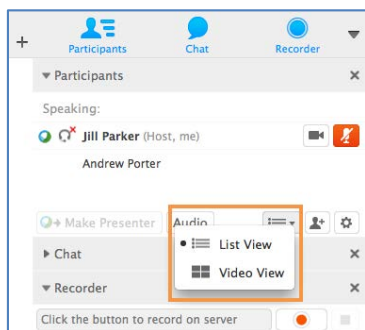 Participants Chat Recorder
Participants
Speaking:
Jill Parker (Host, me)
Andrew Porter
Make Presenter Audio
List View
Chat
Video View
Recorder
Click the button to record on server